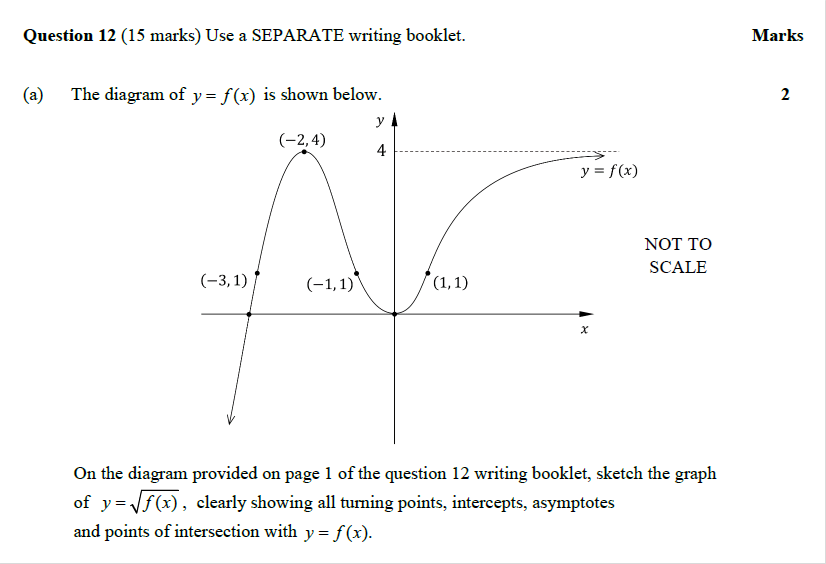 Question 12 (15 marks) Use a SEPARATE writing booklet. Marks
(a) The diagram of y = f(x) is shown below. 2
y
(−2, 4)
4
y = f(x)
NOT TO
SCALE
(−3, 1) (−1, 1) (1, 1)
x
On the diagram provided on page 1 of the question 12 writing booklet, sketch the graph
of y = √f(x), clearly showing all turning points, intercepts, asymptotes
and points of intersection with y = f(x).